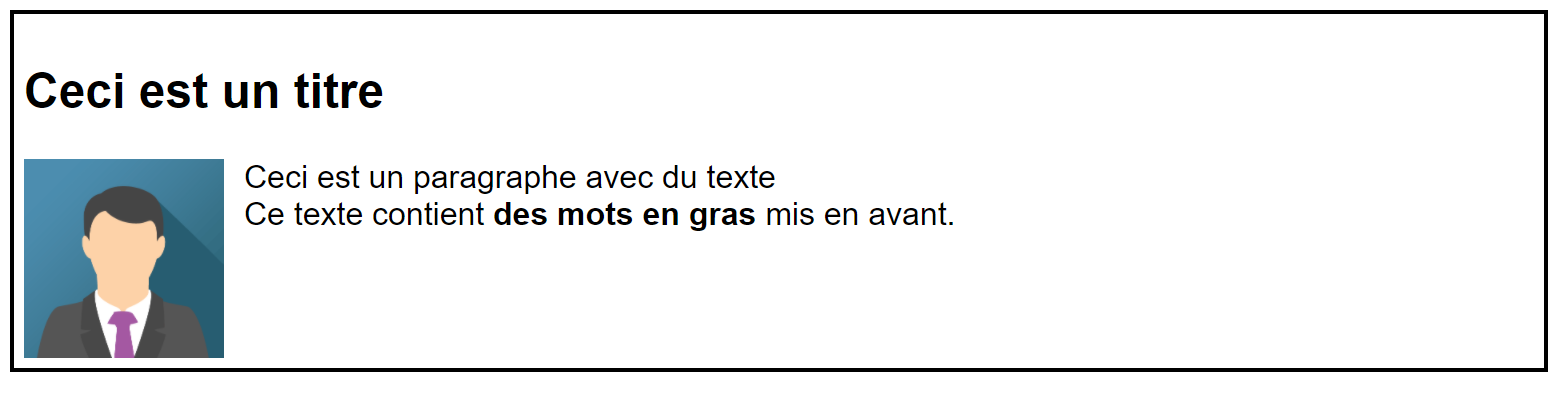 Ceci est un titre
Ceci est un paragraphe avec du texte
Ce texte contient des mots en gras mis en avant.